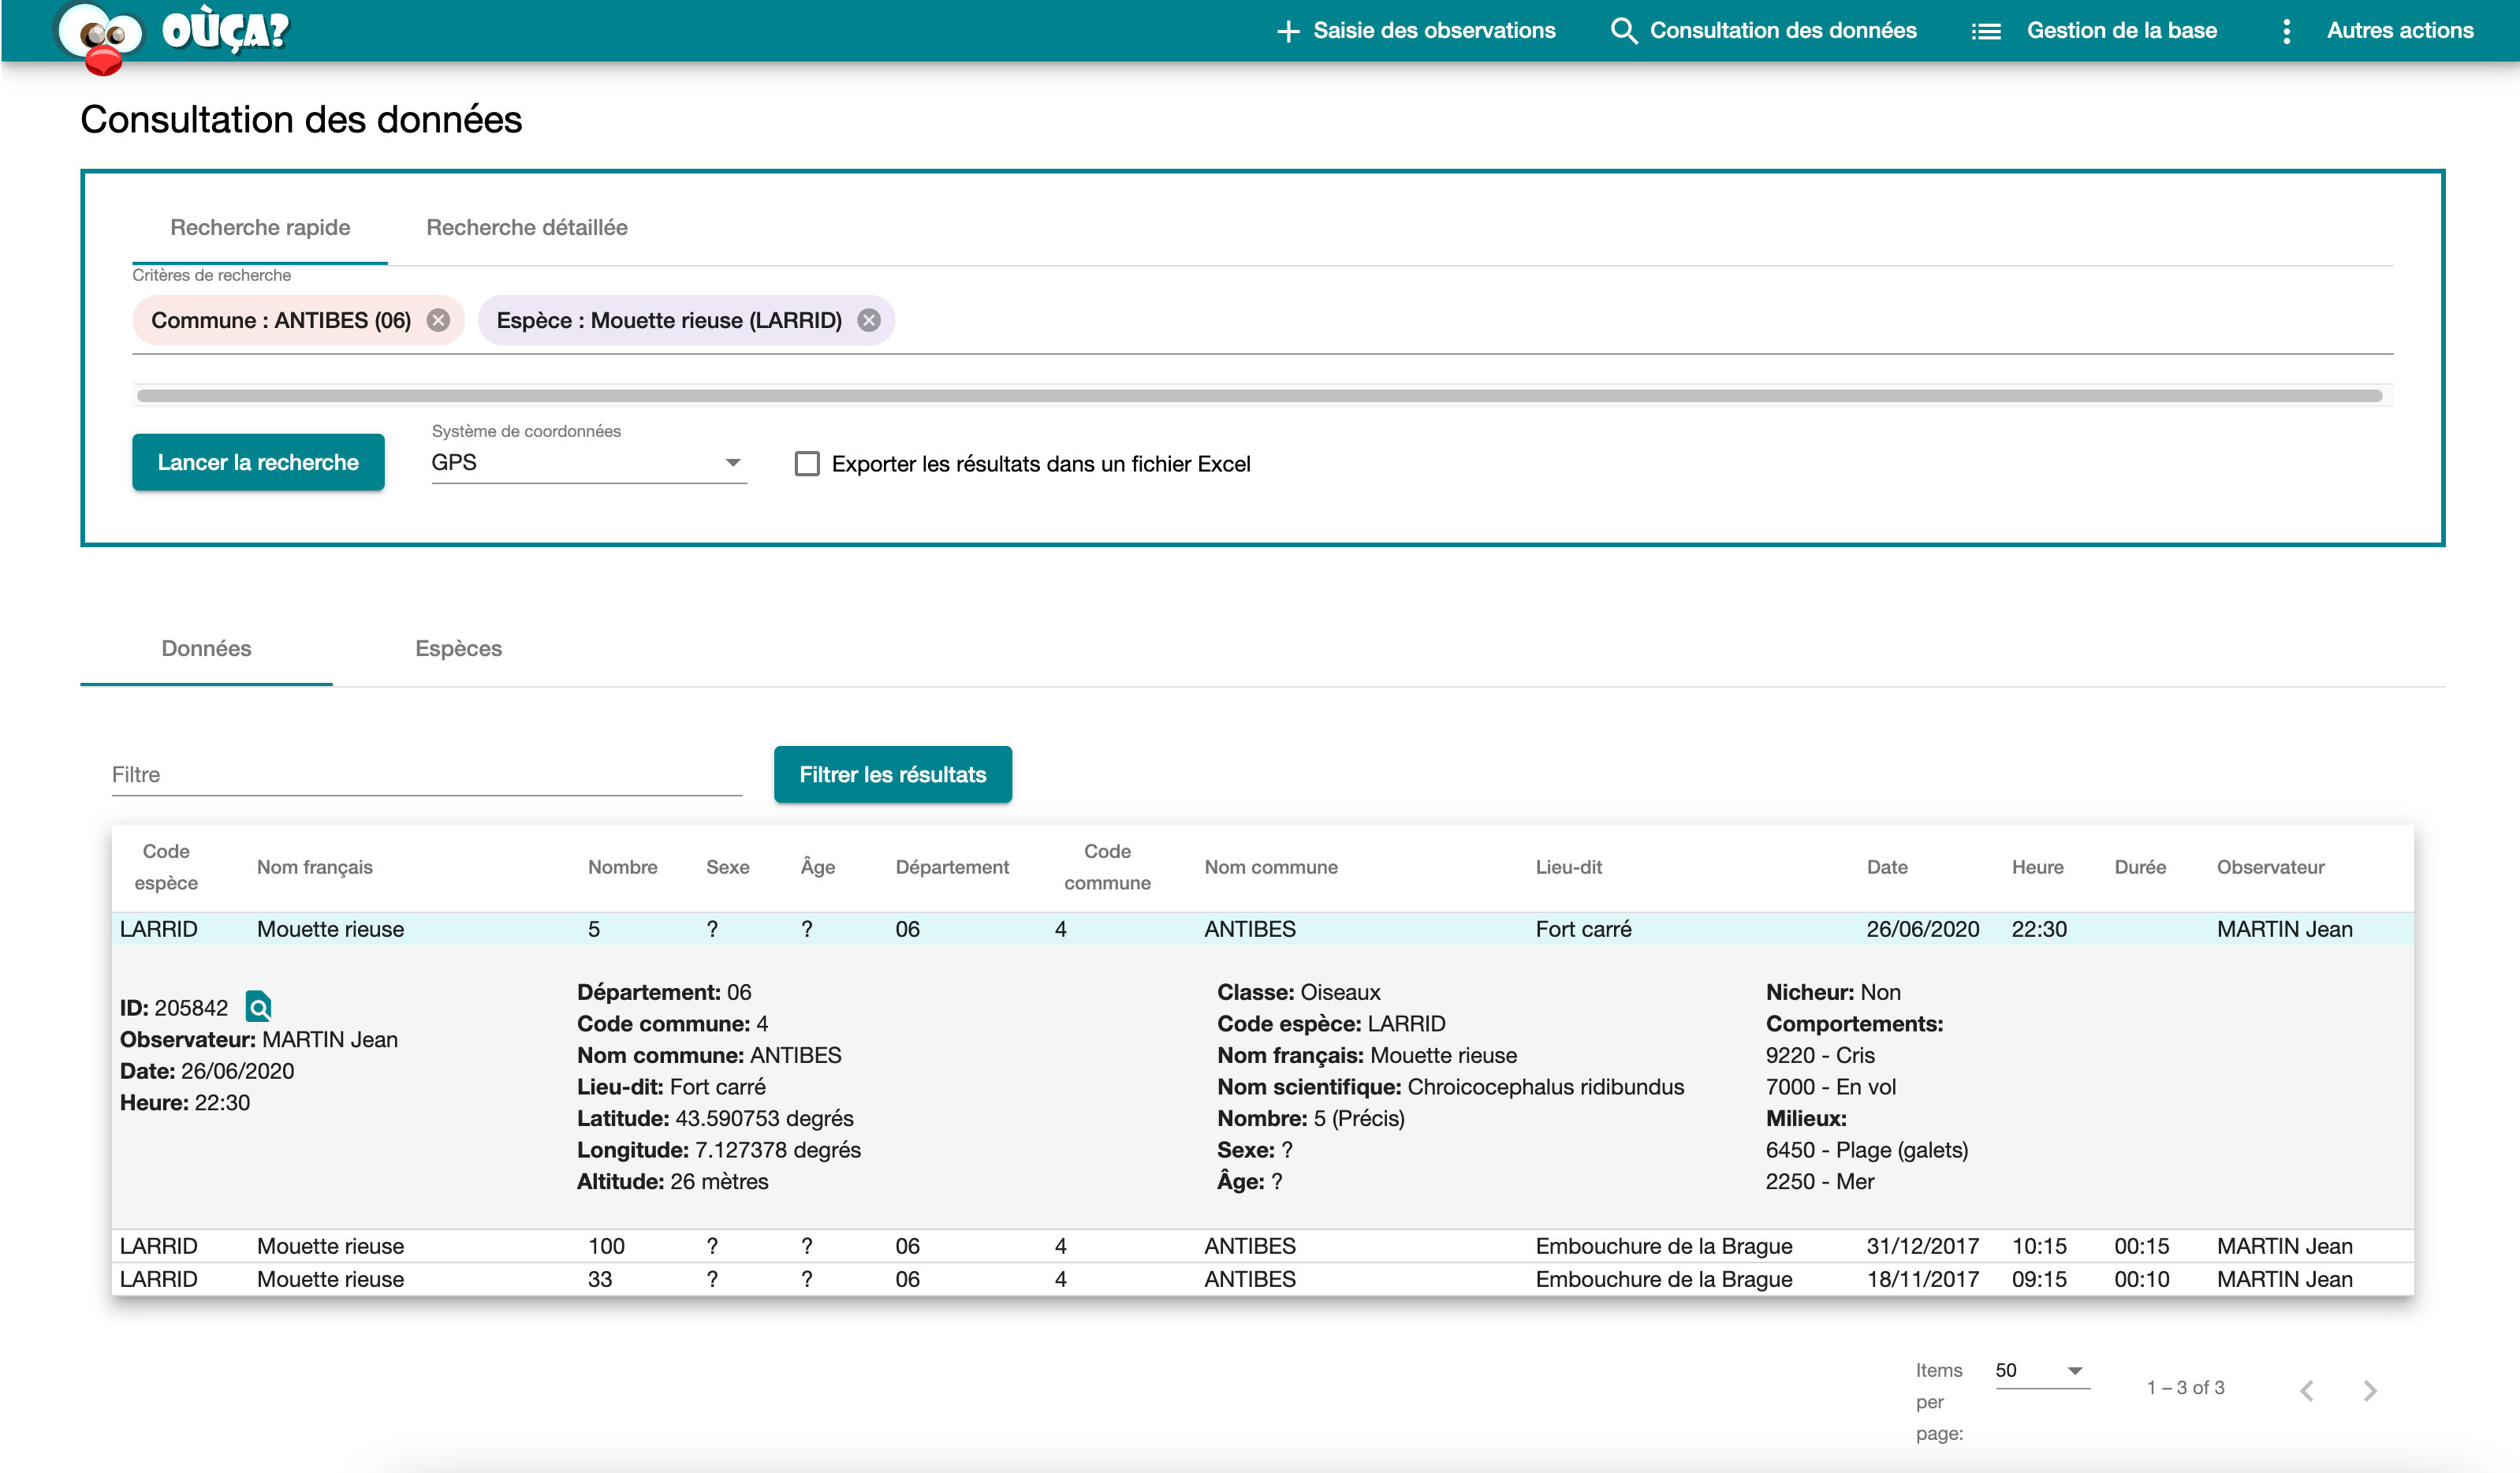 OÙÇA?
Saisie des observations
Consultation des données
Gestion de la base
Autres actions
Consultation des données
Recherche rapide
Recherche détaillée
Critères de recherche
Commune : ANTIBES (06)
Espèce : Mouette rieuse (LARRID)
Lancer la recherche
Système de coordonnées
GPS
Exporter les résultats dans un fichier Excel
Données
Espèces
Filtre
Filtrer les résultats
Code espèce Nom français Nombre Sexe Âge Département Code commune Nom commune Lieu-dit Date Heure Durée Observateur
LARRID Mouette rieuse 5 ? ? 06 4 ANTIBES Fort carré 26/06/2020 22:30 MARTIN Jean
ID: 205842
Observateur: MARTIN Jean
Date: 26/06/2020
Heure: 22:30
Département: 06
Code commune: 4
Nom commune: ANTIBES
Lieu-dit: Fort carré
Latitude: 43.590753 degrés
Longitude: 7.127378 degrés
Altitude: 26 mètres
Classe: Oiseaux
Code espèce: LARRID
Nom français: Mouette rieuse
Nom scientifique: Chroicocephalus ridibundus
Nombre: 5 (Précis)
Sexe: ?
Âge: ?
Nicheur: Non
Comportements:
9220 - Cris
7000 - En vol
Milieux:
6450 - Plage (galets)
2250 - Mer
LARRID Mouette rieuse 100 ? ? 06 4 ANTIBES Embouchure de la Brague 31/12/2017 10:15 00:15 MARTIN Jean
LARRID Mouette rieuse 33 ? ? 06 4 ANTIBES Embouchure de la Brague 18/11/2017 09:15 00:10 MARTIN Jean
Items
per
page:
50
1 – 3 of 3